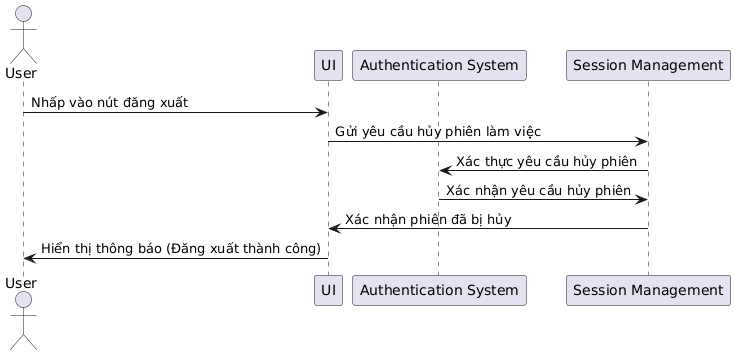 User
UI
Authentication System
Session Management
Nhấp vào nút đăng xuất
Gửi yêu cầu hủy phiên làm việc
Xác thực yêu cầu hủy phiên
Xác nhận yêu cầu hủy phiên
Xác nhận phiên đã bị hủy
Hiển thị thông báo (Đăng xuất thành công)
User
UI
Authentication System
Session Management